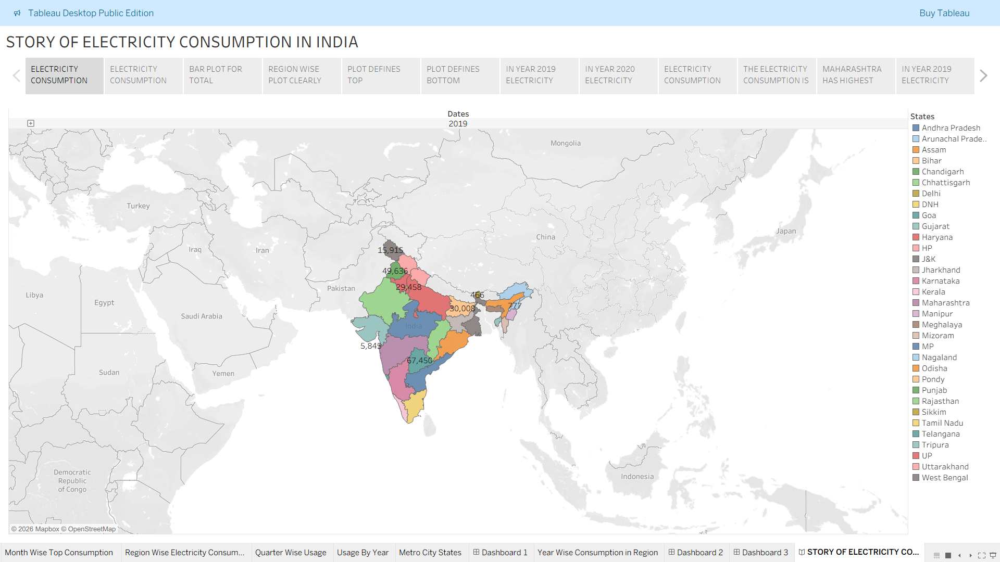 Tableau Desktop Public Edition
Buy Tableau
STORY OF ELECTRICITY CONSUMPTION IN INDIA
ELECTRICITY
CONSUMPTION
ELECTRICITY
CONSUMPTION
BAR PLOT FOR
TOTAL
REGION WISE
PLOT CLEARLY
PLOT DEFINES
TOP
PLOT DEFINES
BOTTOM
IN YEAR 2019
ELECTRICITY
IN YEAR 2020
ELECTRICITY
ELECTRICITY
CONSUMPTION
THE ELECTRICITY
CONSUMPTION IS
MAHARASHTRA
HAS HIGHEST
IN YEAR 2019
ELECTRICITY
Dates
2019
Mongolia
Turkey
Japan
China
Iraq
Iran
15,915
49,636
Pakistan
29,458
Libya
Egypt
466
777
30,008
Saudi Arabia
India
5,845
67,450
Sudan
Yemen
Democratic
Republic
of Congo
Indonesia
© 2026 Mapbox © OpenStreetMap
States
Andhra Pradesh
Arunachal Prade..
Assam
Bihar
Chandigarh
Chhattisgarh
Delhi
DNH
Goa
Gujarat
Haryana
HP
J&K
Jharkhand
Karnataka
Kerala
Maharashtra
Manipur
Meghalaya
Mizoram
MP
Nagaland
Odisha
Pondy
Punjab
Rajasthan
Sikkim
Tamil Nadu
Telangana
Tripura
UP
Uttarakhand
West Bengal
Month Wise Top Consumption
Region Wise Electricity Consum...
Quarter Wise Usage
Usage By Year
Metro City States
Dashboard 1
Year Wise Consumption in Region
Dashboard 2
Dashboard 3
STORY OF ELECTRICITY CO...